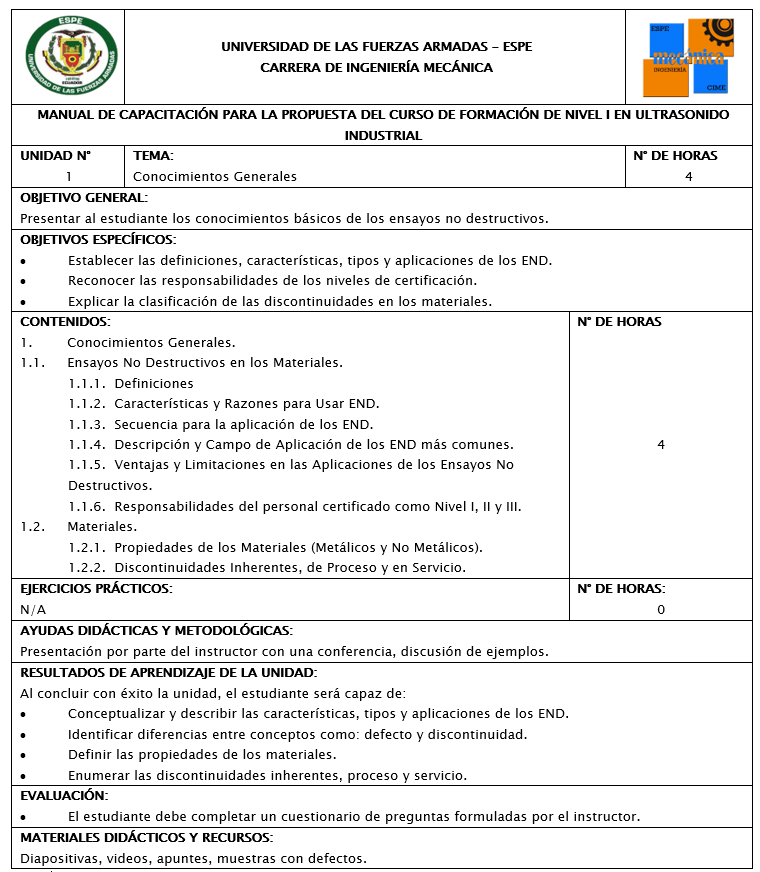 ESPE
UNIVERSIDAD DE LAS FUERZAS ARMADAS
ECUADOR
UNIVERSIDAD DE LAS FUERZAS ARMADAS – ESPE
CARRERA DE INGENIERÍA MECÁNICA
ESPE
mecánica
INGENIERÍA
CIME
MANUAL DE CAPACITACIÓN PARA LA PROPUESTA DEL CURSO DE FORMACIÓN DE NIVEL I EN ULTRASONIDO
INDUSTRIAL
UNIDAD N° TEMA: N° DE HORAS
1 Conocimientos Generales 4
OBJETIVO GENERAL:
Presentar al estudiante los conocimientos básicos de los ensayos no destructivos.
OBJETIVOS ESPECÍFICOS:
• Establecer las definiciones, características, tipos y aplicaciones de los END.
• Reconocer las responsabilidades de los niveles de certificación.
• Explicar la clasificación de las discontinuidades en los materiales.
CONTENIDOS: N° DE HORAS
1. Conocimientos Generales.
1.1. Ensayos No Destructivos en los Materiales.
1.1.1. Definiciones
1.1.2. Características y Razones para Usar END.
1.1.3. Secuencia para la aplicación de los END.
1.1.4. Descripción y Campo de Aplicación de los END más comunes. 4
1.1.5. Ventajas y Limitaciones en las Aplicaciones de los Ensayos No
Destructivos.
1.1.6. Responsabilidades del personal certificado como Nivel I, II y III.
1.2. Materiales.
1.2.1. Propiedades de los Materiales (Metálicos y No Metálicos).
1.2.2. Discontinuidades Inherentes, de Proceso y en Servicio.
EJERCICIOS PRÁCTICOS: N° DE HORAS:
N/A 0
AYUDAS DIDÁCTICAS Y METODOLÓGICAS:
Presentación por parte del instructor con una conferencia, discusión de ejemplos.
RESULTADOS DE APRENDIZAJE DE LA UNIDAD:
Al concluir con éxito la unidad, el estudiante será capaz de:
• Conceptualizar y describir las características, tipos y aplicaciones de los END.
• Identificar diferencias entre conceptos como: defecto y discontinuidad.
• Definir las propiedades de los materiales.
• Enumerar las discontinuidades inherentes, proceso y servicio.
EVALUACIÓN:
• El estudiante debe completar un cuestionario de preguntas formuladas por el instructor.
MATERIALES DIDÁCTICOS Y RECURSOS:
Diapositivas, videos, apuntes, muestras con defectos.